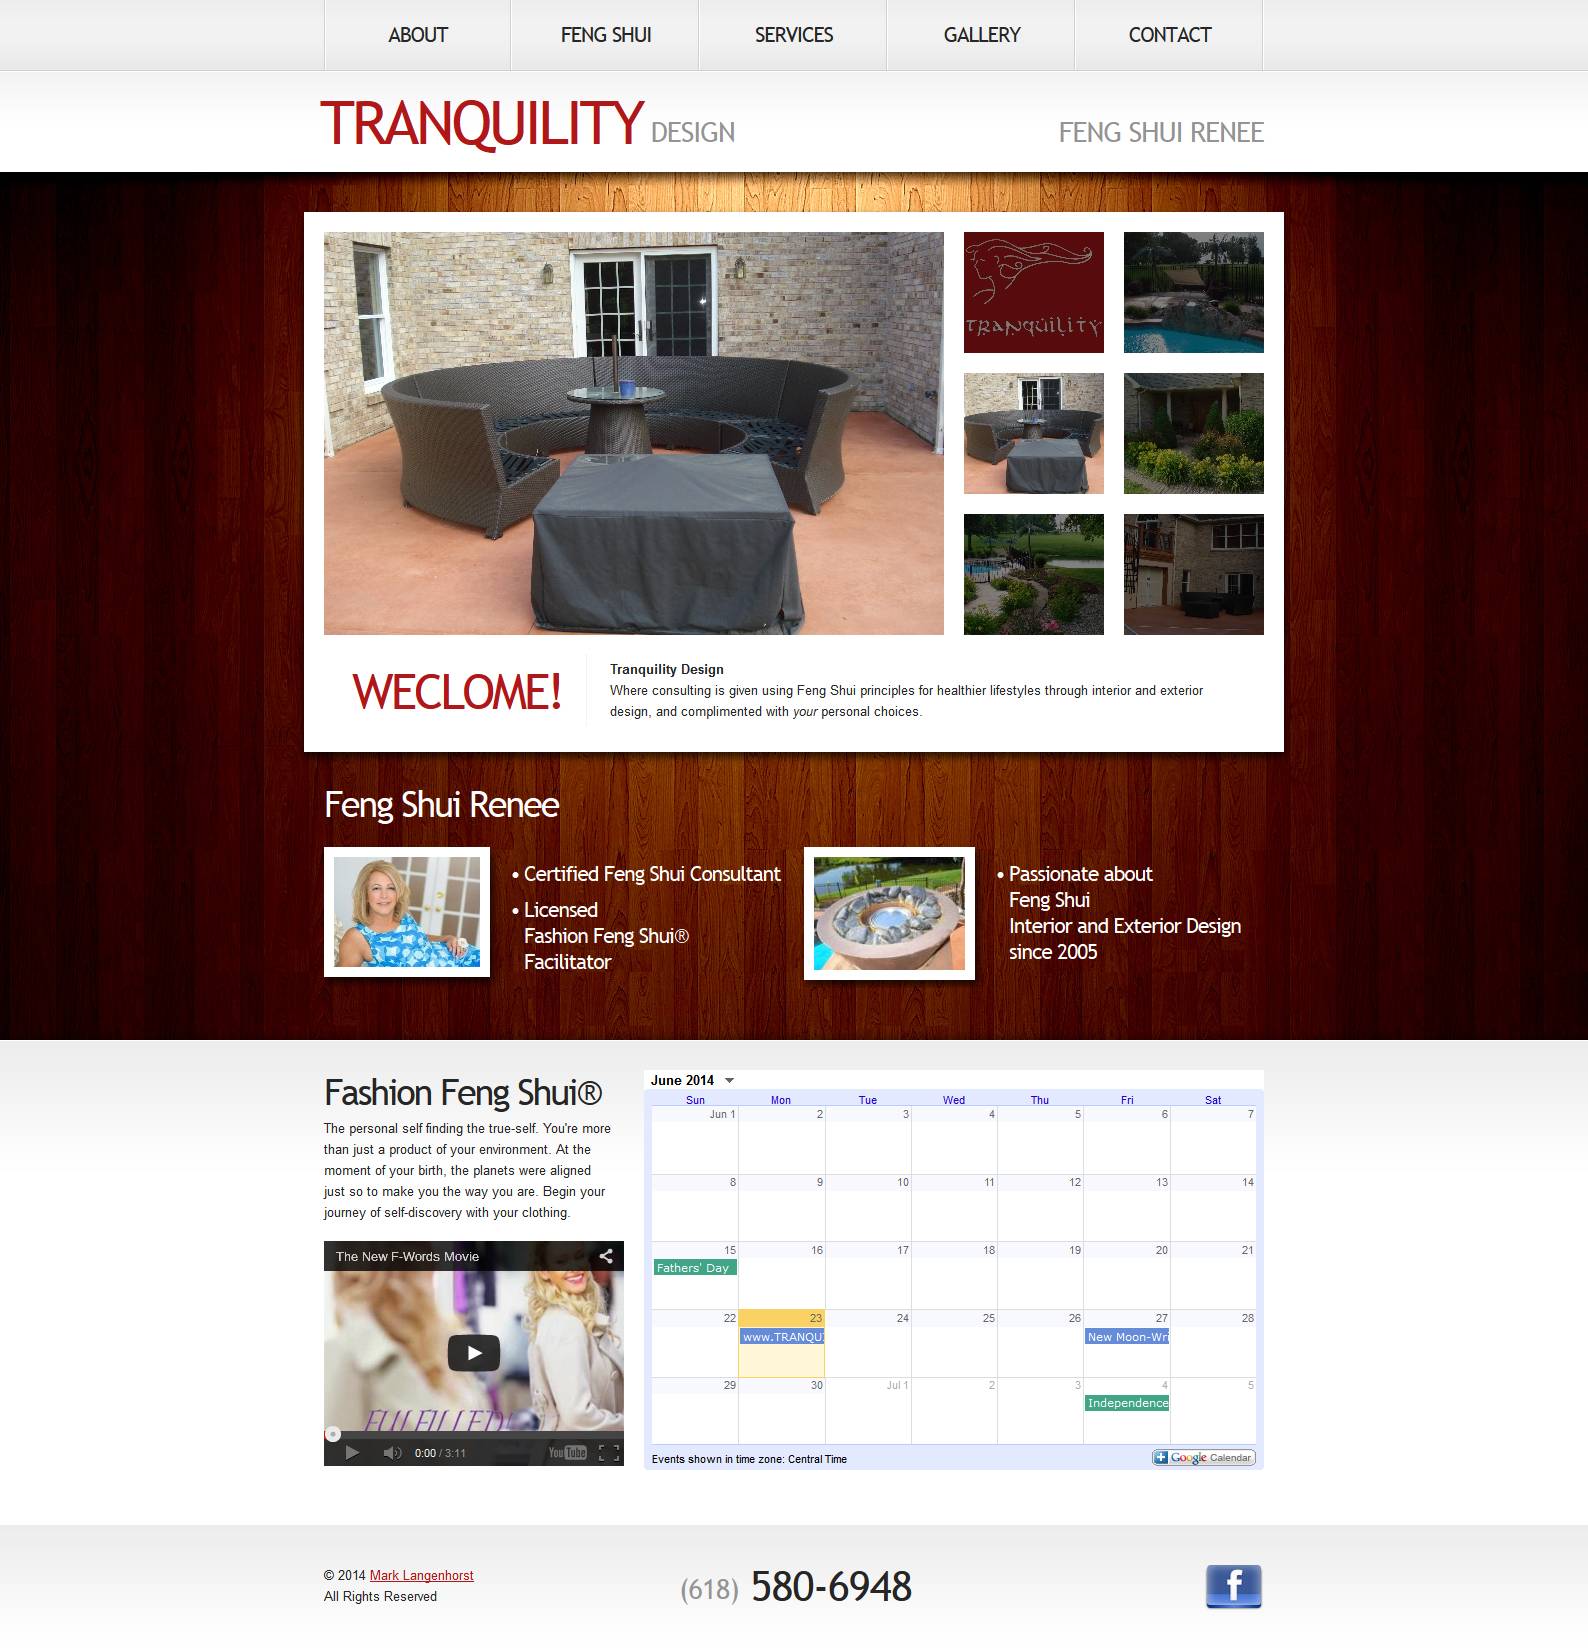 ABOUT
FENG SHUI
SERVICES
GALLERY
CONTACT
TRANQUILITY DESIGN
FENG SHUI RENEE
TRANQUILITY
WECLOME!
Tranquility Design
Where consulting is given using Feng Shui principles for healthier lifestyles through interior and exterior
design, and complimented with your personal choices.
Feng Shui Renee
• Certified Feng Shui Consultant
• Licensed
Fashion Feng Shui®
Facilitator
• Passionate about
Feng Shui
Interior and Exterior Design
since 2005
Fashion Feng Shui®
The personal self finding the true-self. You're more
than just a product of your environment. At the
moment of your birth, the planets were aligned
just so to make you the way you are. Begin your
journey of self-discovery with your clothing.
The New F-Words Movie
FULFILLED!
0:00 / 3:11
YouTube
June 2014
Sun Mon Tue Wed Thu Fri Sat
Jun 1 2 3 4 5 6 7
8 9 10 11 12 13 14
15 16 17 18 19 20 21
Fathers' Day
22 23 24 25 26 27 28
www.TRANQU
New Moon-Wri
29 30 Jul 1 2 3 4 5
Independence
Events shown in time zone: Central Time
Google Calendar
© 2014 Mark Langenhorst
All Rights Reserved
(618) 580-6948
f